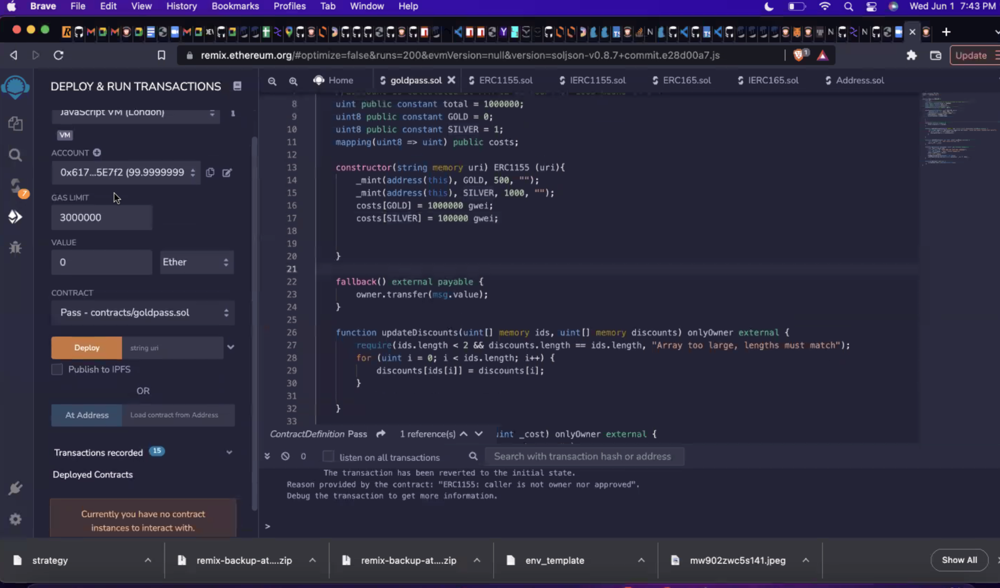 Brave File Edit View History Bookmarks Profiles Tab Window Help Wed Jun 1 7:43 PM
remix.ethereum.org/#optimize=false&runs=200&evmVersion=null&version=soljson-v0.8.7+commit.e28d00a7.js 1 Update
DEPLOY & RUN TRANSACTIONS
JavaScript VM (London)
VM
ACCOUNT
0x617...5E7f2 (99.9999999
GAS LIMIT
3000000
VALUE
0 Ether
CONTRACT
Pass - contracts/goldpass.sol
Deploy string uri
Publish to IPFS
OR
At Address Load contract from Address
Transactions recorded 15
Deployed Contracts
Currently you have no contract
instances to interact with.
7
Home goldpass.sol ERC1155.sol IERC1155.sol ERC165.sol IERC165.sol Address.sol
8 uint public constant total = 1000000;
9 uint8 public constant GOLD = 0;
10 uint8 public constant SILVER = 1;
11 mapping(uint8 => uint) public costs;
12
13 constructor(string memory uri) ERC1155 (uri){
14 _mint(address(this), GOLD, 500, "");
15 _mint(address(this), SILVER, 1000, "");
16 costs[GOLD] = 1000000 gwei;
17 costs[SILVER] = 100000 gwei;
18
19
20 }
21
22 fallback() external payable {
23 owner.transfer(msg.value);
24 }
25
26 function updateDiscounts(uint[] memory ids, uint[] memory discounts) onlyOwner external {
27 require(ids.length < 2 && discounts.length == ids.length, "Array too large, lengths must match");
28 for (uint i = 0; i < ids.length; i++) {
29 discounts[ids[i]] = discounts[i];
30 }
31
32 }
33
ContractDefinition Pass 1 reference(s) uint _cost) onlyOwner external {
0 listen on all transactions Search with transaction hash or address
The transaction has been reverted to the initial state.
Reason provided by the contract: "ERC1155: caller is not owner nor approved".
Debug the transaction to get more information.
>
strategy remix-backup-at....zip remix-backup-at....zip env_template mw902zwc5s141.jpeg Show All